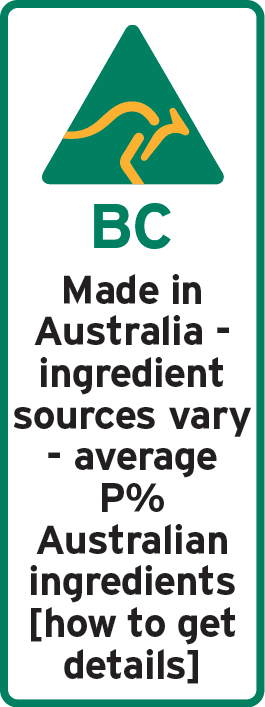 BC
Made in
Australia -
ingredient
sources vary
- average
P%
Australian
ingredients
[how to get
details]